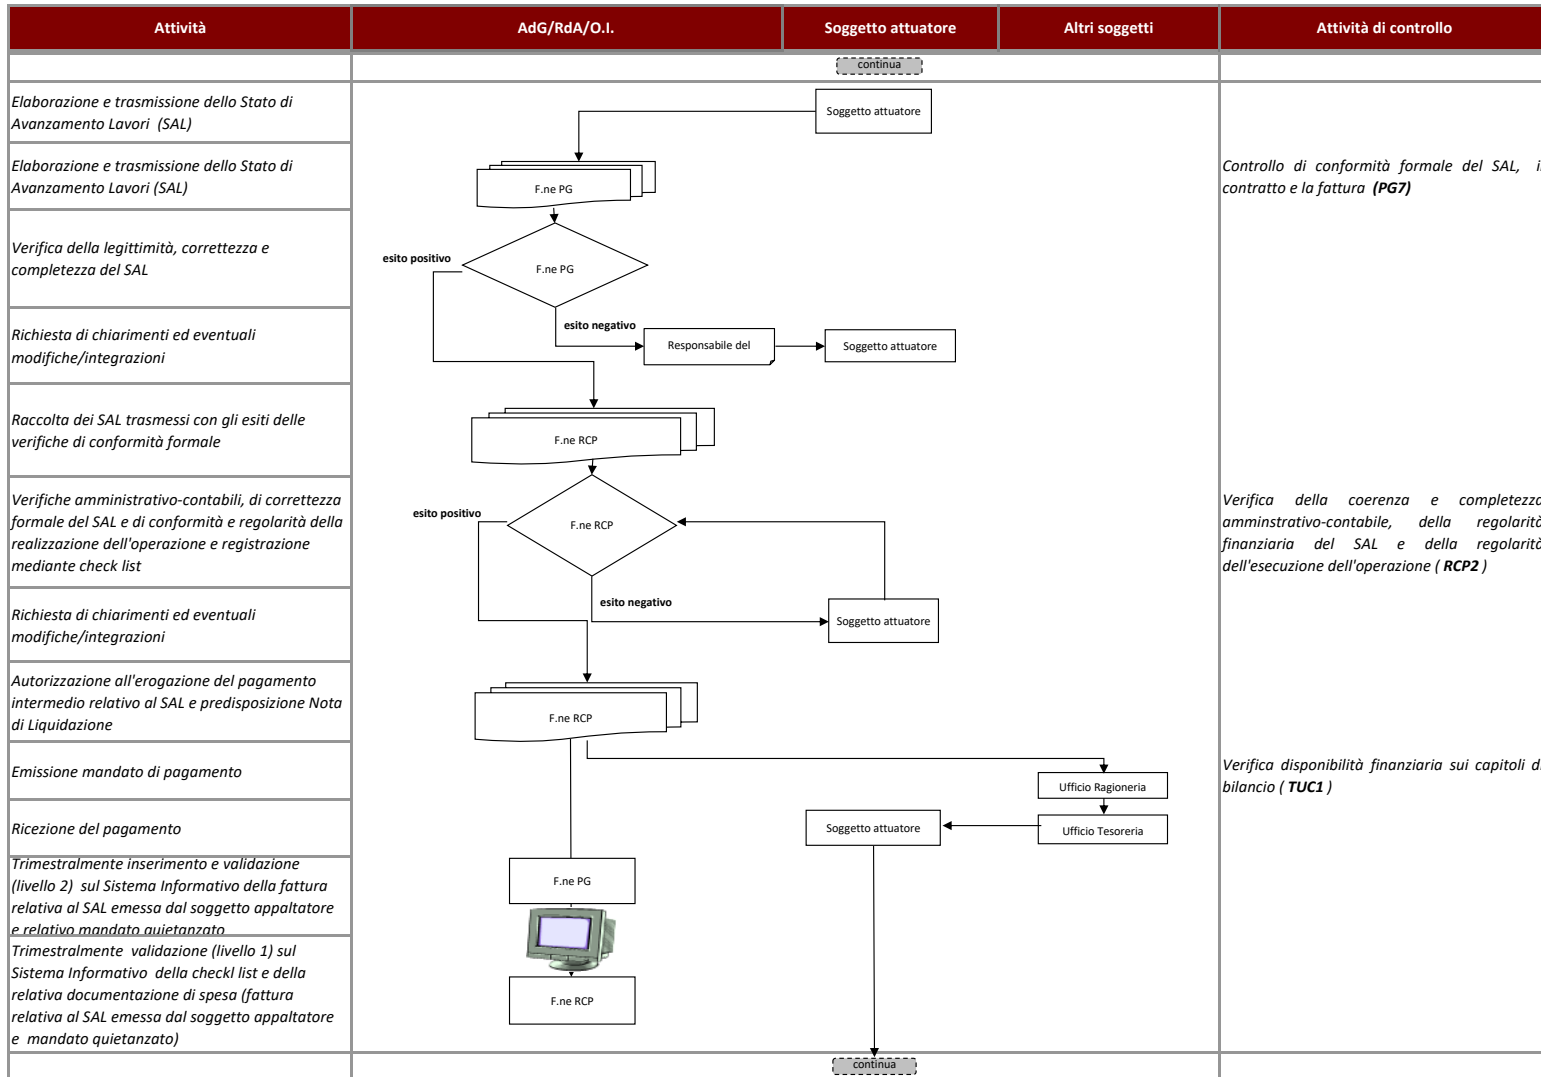 Attività
AdG/RdA/O.I.
Soggetto attuatore
Altri soggetti
Attività di controllo
continua
Elaborazione e trasmissione dello Stato di
Avanzamento Lavori (SAL)
Soggetto attuatore
Elaborazione e trasmissione dello Stato di
Avanzamento Lavori (SAL)
F.ne PG
Controllo di conformità formale del SAL, i
contratto e la fattura (PG7)
Verifica della legittimità, correttezza e
completezza del SAL
esito positivo
F.ne PG
Richiesta di chiarimenti ed eventuali
modifiche/integrazioni
esito negativo
Responsabile del
Soggetto attuatore
Raccolta dei SAL trasmessi con gli esiti delle
verifiche di conformità formale
F.ne RCP
Verifiche amministrativo-contabili, di correttezza
formale del SAL e di conformità e regolarità della
realizzazione dell'operazione e registrazione
mediante check list
esito positivo
F.ne RCP
Verifica della coerenza e completezza
amminstrativo-contabile, della regolarità
finanziaria del SAL e della regolarità
dell'esecuzione dell'operazione ( RCP2 )
Richiesta di chiarimenti ed eventuali
modifiche/integrazioni
esito negativo
Soggetto attuatore
Autorizzazione all'erogazione del pagamento
intermedio relativo al SAL e predisposizione Nota
di Liquidazione
F.ne RCP
Emissione mandato di pagamento
Ufficio Ragioneria
Verifica disponibilità finanziaria sui capitoli d
bilancio ( TUC1 )
Ricezione del pagamento
Soggetto attuatore
Ufficio Tesoreria
Trimestralmente inserimento e validazione
(livello 2) sul Sistema Informativo della fattura
relativa al SAL emessa dal soggetto appaltatore
e relativo mandato quietanzato
F.ne PG
Trimestralmente validazione (livello 1) sul
Sistema Informativo della checkl list e della
relativa documentazione di spesa (fattura
relativa al SAL emessa dal soggetto appaltatore
e mandato quietanzato)
F.ne RCP
continua